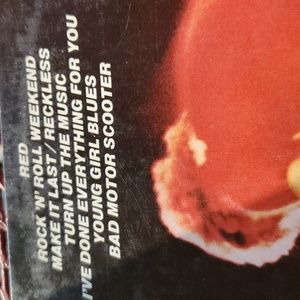 RED
ROCK 'N' ROLL WEEKEND
MAKE IT LAST/RECKLESS
TURN UP THE MUSIC
I'VE DONE EVERYTHING FOR YOU
YOUNG GIRL BLUES
BAD MOTOR SCOOTER